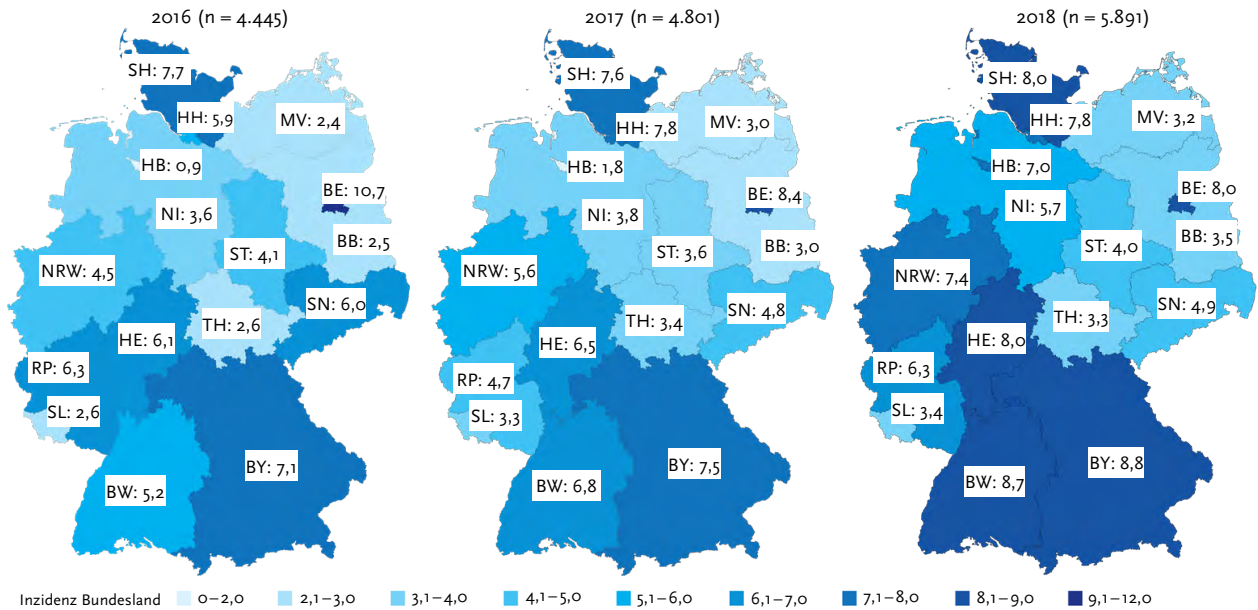 2016 (n = 4.445)
SH: 7,7
HH: 5,9
MV: 2,4
HB: 0,9
BE: 10,7
NI: 3,6
BB: 2,5
ST: 4,1
NRW: 4,5
SN: 6,0
TH: 2,6
HE: 6,1
RP: 6,3
SL: 2,6
BY: 7,1
BW: 5,2
2017 (n = 4.801)
SH: 7,6
HH: 7,8
MV: 3,0
HB: 1,8
BE: 8,4
NI: 3,8
BB: 3,0
ST: 3,6
NRW: 5,6
SN: 4,8
TH: 3,4
HE: 6,5
RP: 4,7
SL: 3,3
BY: 7,5
BW: 6,8
2018 (n = 5.891)
SH: 8,0
HH: 7,8
MV: 3,2
HB: 7,0
BE: 8,0
NI: 5,7
BB: 3,5
ST: 4,0
NRW: 7,4
SN: 4,9
TH: 3,3
HE: 8,0
RP: 6,3
SL: 3,4
BY: 8,8
BW: 8,7
Inzidenz Bundesland 0–2,0 2,1–3,0 3,1–4,0 4,1–5,0 5,1–6,0 6,1–7,0 7,1–8,0 8,1–9,0 9,1–12,0